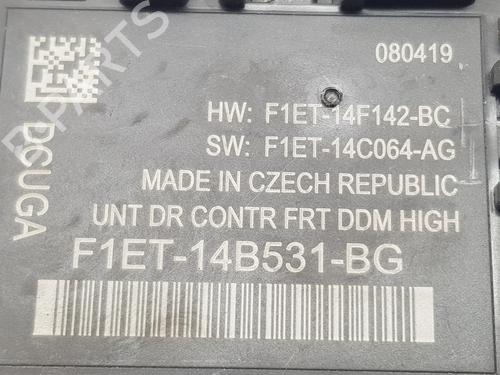 080419
HW: F1ET-14F142-BC
SW: F1ET-14C064-AG
MADE IN CZECH REPUBLIC
UNT DR CONTR FRT DDM HIGH
F1ET-14B531-BG
DCUGA